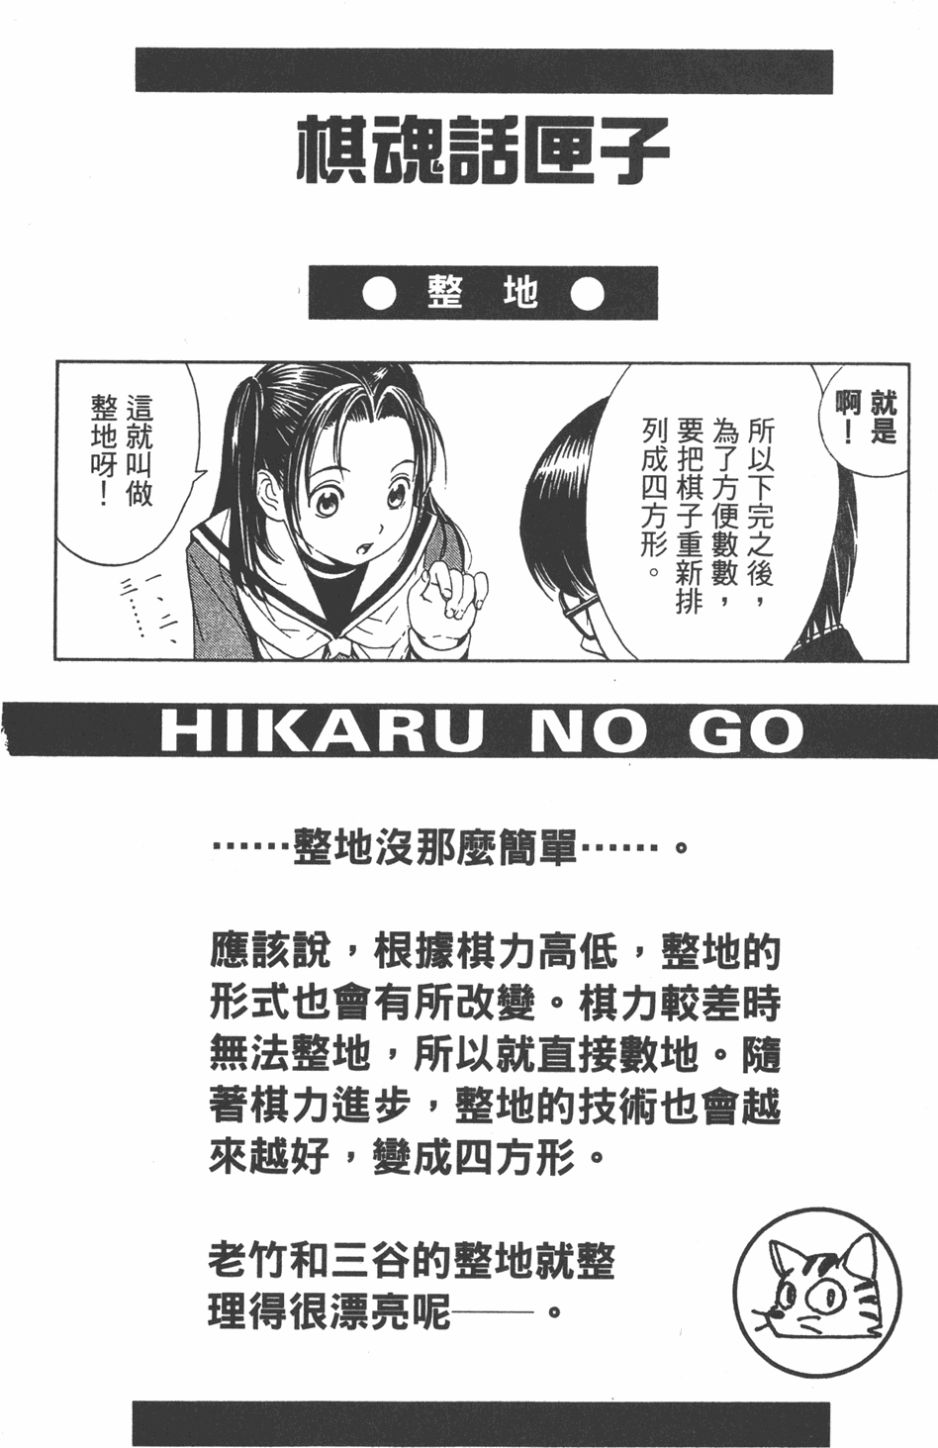 棋魂話匣子
●整 地●
就是
啊！
所以下完之後，
為了方便數數，
要把棋子重新排
列成四方形。
這就叫做
整地呀！
一、二、
三……
HIKARU NO GO
……整地沒那麼簡單……。
應該說，根據棋力高低，整地的
形式也會有所改變。棋力較差時
無法整地，所以就直接數地。隨
著棋力進步，整地的技術也會越
來越好，變成四方形。
老竹和三谷的整地就整
理得很漂亮呢——。